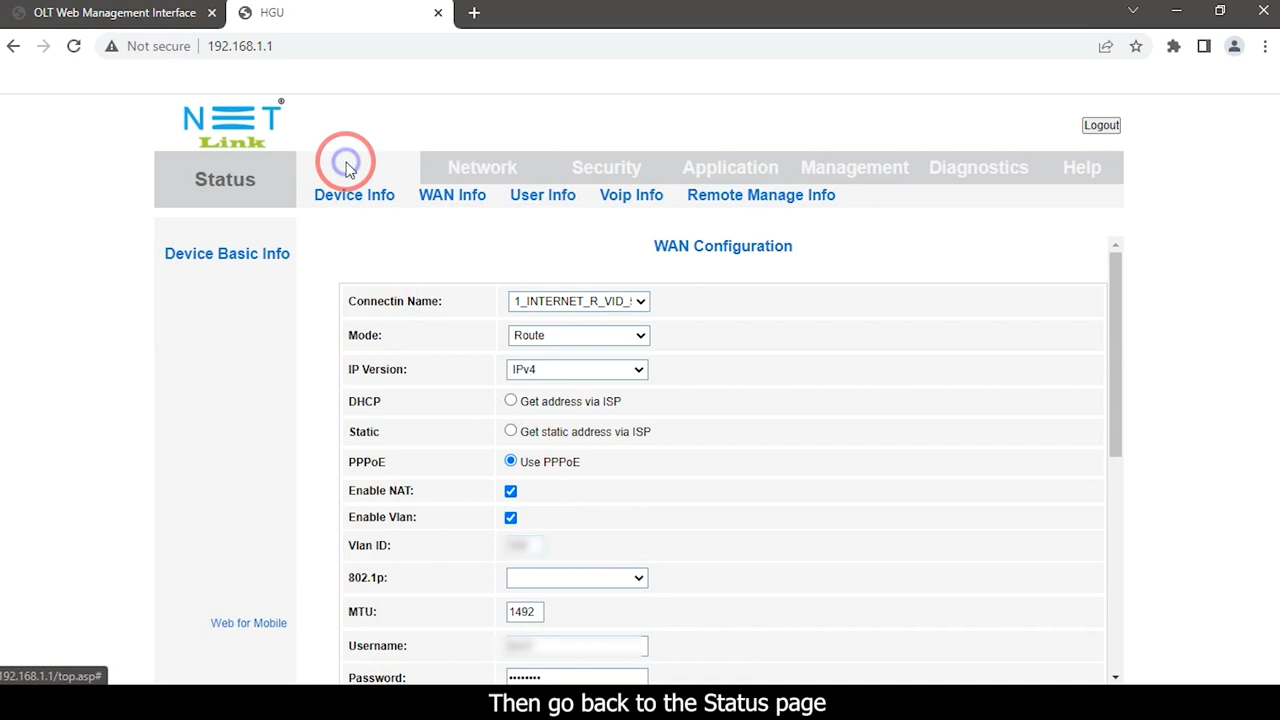 OLT Web Management Interface
HGU
Not secure
192.168.1.1
NET
Link
®
Logout
Status
Network
Security
Application
Management
Diagnostics
Help
Device Info
WAN Info
User Info
Voip Info
Remote Manage Info
Device Basic Info
WAN Configuration
Connectin Name: 1_INTERNET_R_VID_
Mode: Route
IP Version: IPv4
DHCP Get address via ISP
Static Get static address via ISP
PPPoE Use PPPoE
Enable NAT:
Enable Vlan:
Vlan ID:
802.1p:
MTU: 1492
Web for Mobile
Username:
Password: ••••••••
192.168.1.1/top.asp#
Then go back to the Status page